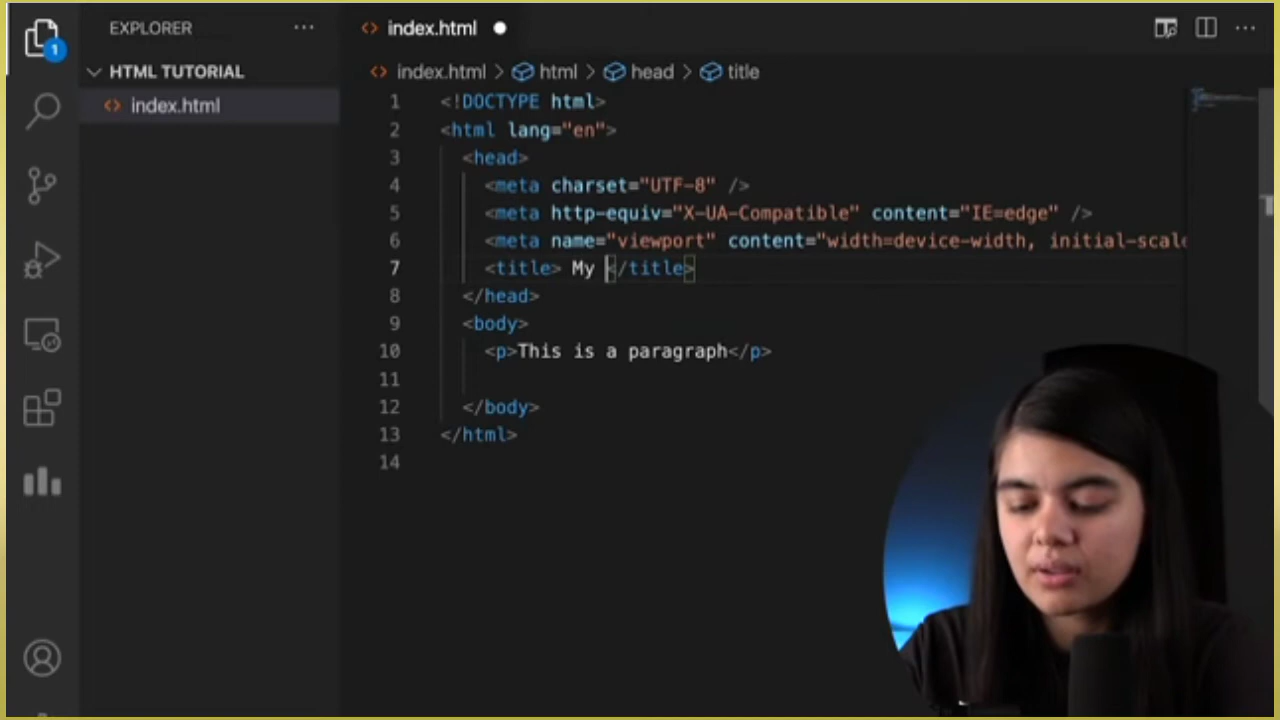 EXPLORER
index.html
1
HTML TUTORIAL
index.html > html > head > title
index.html
1 <!DOCTYPE html>
2 <html lang="en">
3 <head>
4 <meta charset="UTF-8" />
5 <meta http-equiv="X-UA-Compatible" content="IE=edge" />
6 <meta name="viewport" content="width=device-width, initial-scale
7 <title> My </title>
8 </head>
9 <body>
10 <p>This is a paragraph</p>
11
12 </body>
13 </html>
14